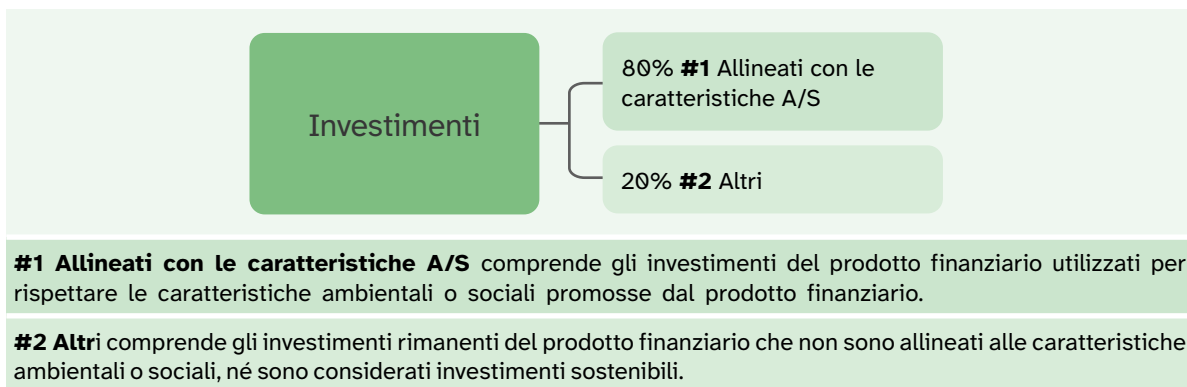 Investimenti
80% #1 Allineati con le
caratteristiche A/S
20% #2 Altri
#1 Allineati con le caratteristiche A/S comprende gli investimenti del prodotto finanziario utilizzati per
rispettare le caratteristiche ambientali o sociali promosse dal prodotto finanziario.
#2 Altri comprende gli investimenti rimanenti del prodotto finanziario che non sono allineati alle caratteristiche
ambientali o sociali, né sono considerati investimenti sostenibili.